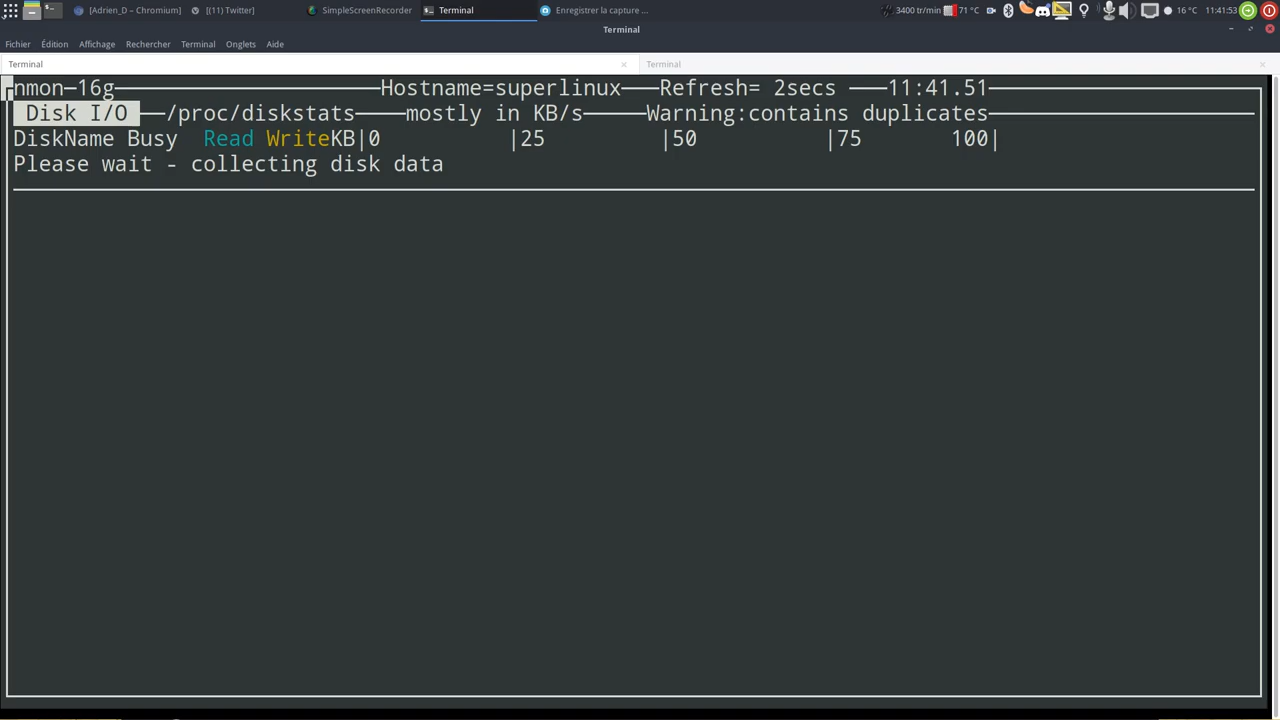 [Adrien_D – Chromium] [(11) Twitter] SimpleScreenRecorder Terminal Enregistrer la capture ... 3400 tr/min 71 °C 16 °C 11:41:53
Terminal
Fichier Édition Affichage Rechercher Terminal Onglets Aide
Terminal Terminal
nmon-16g Hostname=superlinux Refresh= 2secs 11:41.51
Disk I/O /proc/diskstats mostly in KB/s Warning:contains duplicates
DiskName Busy Read WriteKB|0 |25 |50 |75 100|
Please wait - collecting disk data